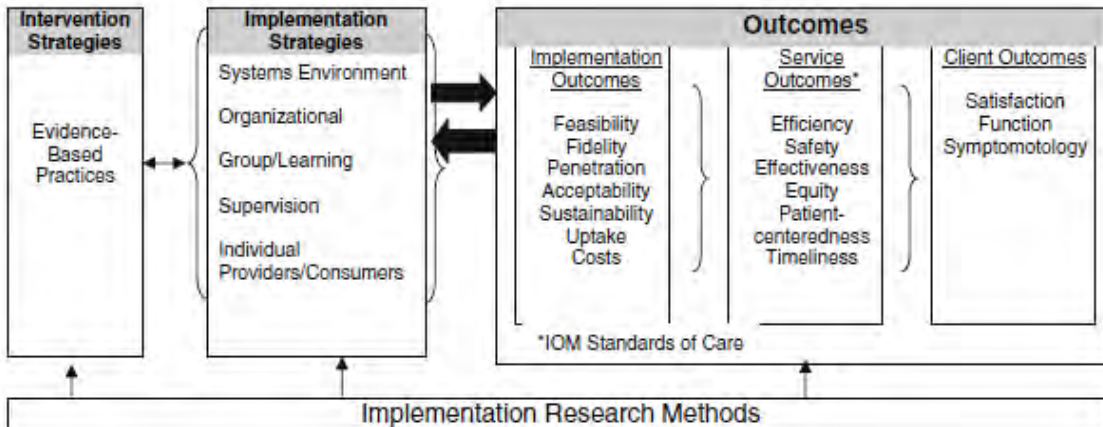 Intervention
Strategies
Evidence-
Based
Practices
Implementation
Strategies
Systems Environment
Organizational
Group/Learning
Supervision
Individual
Providers/Consumers
Outcomes
Implementation
Outcomes
Feasibility
Fidelity
Penetration
Acceptability
Sustainability
Uptake
Costs
Service
Outcomes*
Efficiency
Safety
Effectiveness
Equity
Patient-
centeredness
Timeliness
Client Outcomes
Satisfaction
Function
Symptomotology
*IOM Standards of Care
Implementation Research Methods